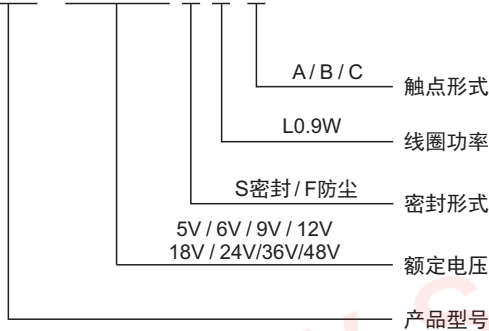 A / B / C
触点形式
L0.9W
线圈功率
S密封 / F防尘
密封形式
5V / 6V / 9V / 12V
18V / 24V/36V/48V
额定电压
产品型号